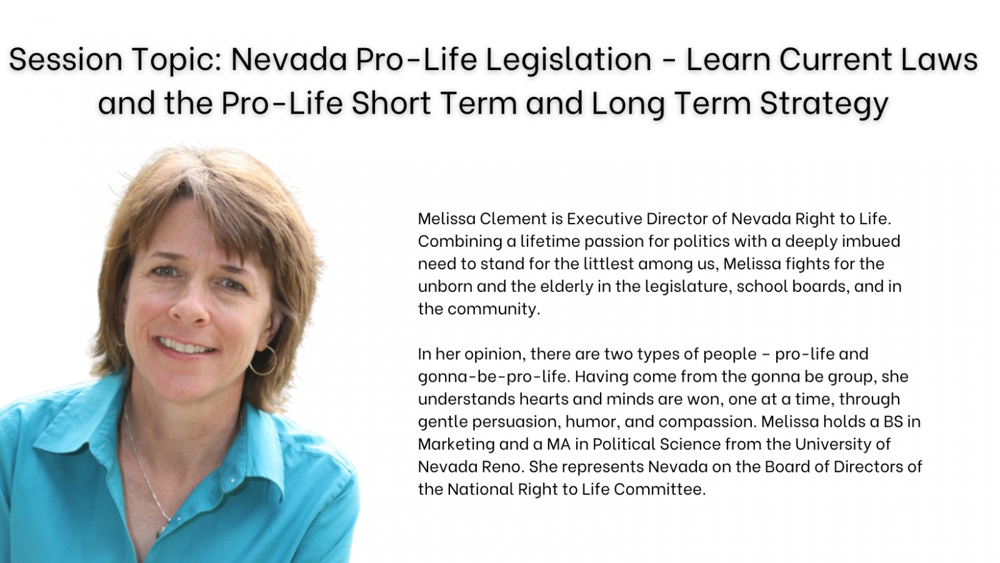 Session Topic: Nevada Pro-Life Legislation - Learn Current Laws
and the Pro-Life Short Term and Long Term Strategy
Melissa Clement is Executive Director of Nevada Right to Life.
Combining a lifetime passion for politics with a deeply imbued
need to stand for the littlest among us, Melissa fights for the
unborn and the elderly in the legislature, school boards, and in
the community.
In her opinion, there are two types of people – pro-life and
gonna-be-pro-life. Having come from the gonna be group, she
understands hearts and minds are won, one at a time, through
gentle persuasion, humor, and compassion. Melissa holds a BS in
Marketing and a MA in Political Science from the University of
Nevada Reno. She represents Nevada on the Board of Directors of
the National Right to Life Committee.